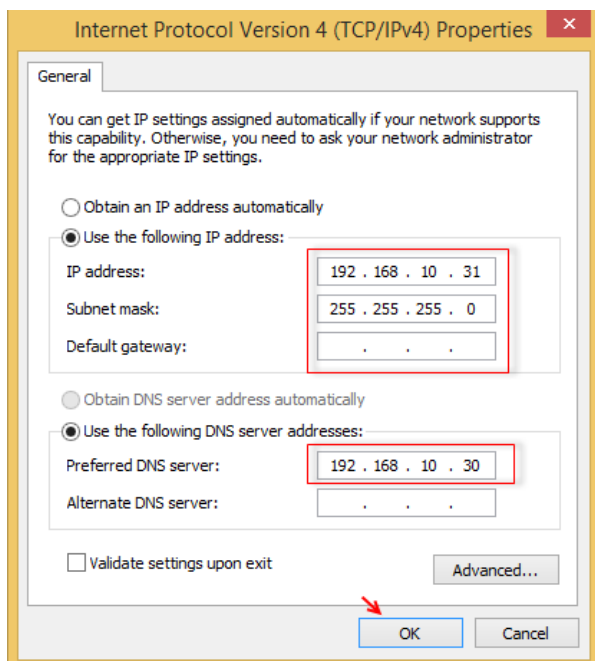 Internet Protocol Version 4 (TCP/IPv4) Properties
×
General
You can get IP settings assigned automatically if your network supports
this capability. Otherwise, you need to ask your network administrator
for the appropriate IP settings.
Obtain an IP address automatically
Use the following IP address:
IP address: 192 . 168 . 10 . 31
Subnet mask: 255 . 255 . 255 . 0
Default gateway: . . .
Obtain DNS server address automatically
Use the following DNS server addresses:
Preferred DNS server: 192 . 168 . 10 . 30
Alternate DNS server: . . .
Validate settings upon exit
Advanced...
OK Cancel